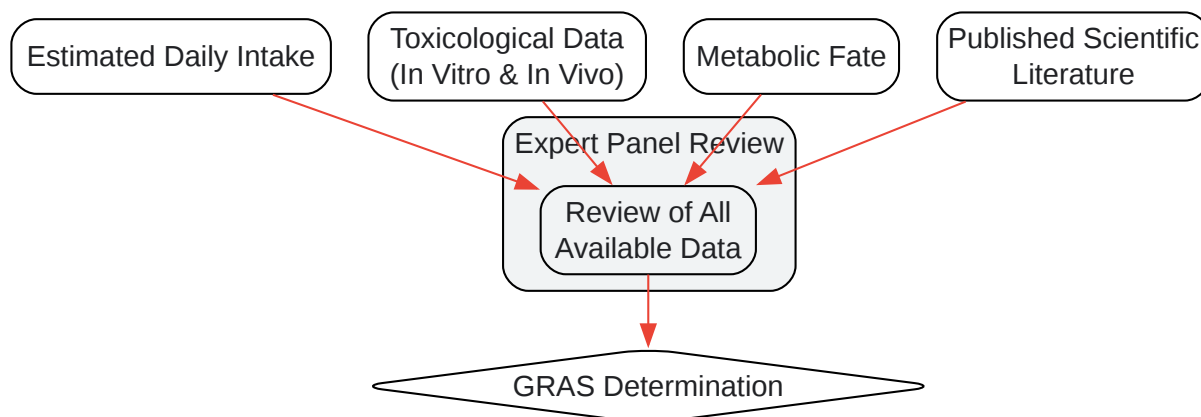 Estimated Daily Intake
Toxicological Data
(In Vitro & In Vivo)
Metabolic Fate
Published Scientific
Literature
Expert Panel Review
Review of All
Available Data
GRAS Determination